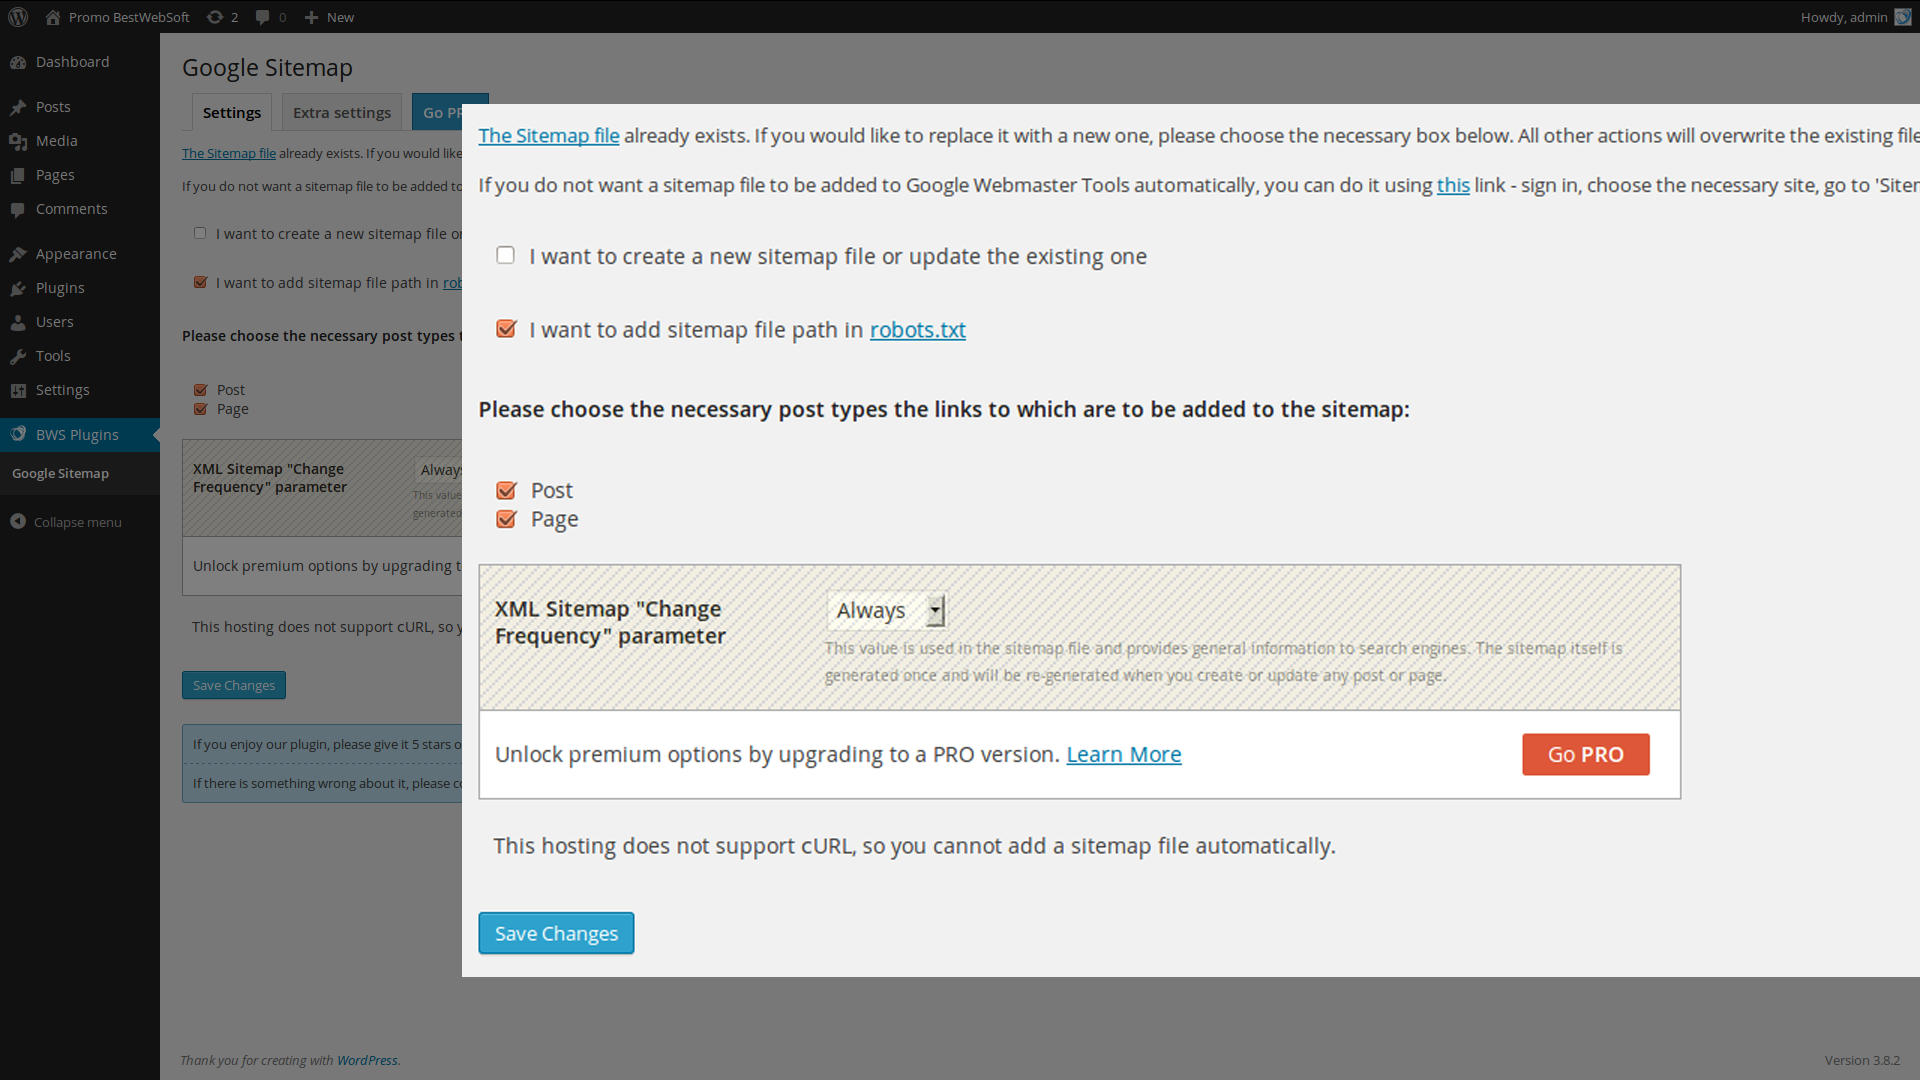 Promo BestWebSoft 2 0 New Howdy, admin
Dashboard
Posts
Media
Pages
Comments
Appearance
Plugins
Users
Tools
Settings
BWS Plugins
Google Sitemap
Collapse menu
Google Sitemap
Settings Extra settings Go
The Sitemap file already exists. If you would like
If you do not want a sitemap file to be added to
I want to create a new sitemap file
I want to add sitemap file path in
Please choose the necessary post types
Post
Page
XML Sitemap "Change
Frequency" parameter
This value
generated
Unlock premium options by upgrading
This hosting does not support cURL, so
Save Changes
If you enjoy our plugin, please give it 5 stars
If there is something wrong about it, please
Thank you for creating with WordPress.
Version 3.8.2
The Sitemap file already exists. If you would like to replace it with a new one, please choose the necessary box below. All other actions will overwrite the existing file
If you do not want a sitemap file to be added to Google Webmaster Tools automatically, you can do it using this link - sign in, choose the necessary site, go to
I want to create a new sitemap file or update the existing one
I want to add sitemap file path in robots.txt
Please choose the necessary post types the links to which are to be added to the sitemap:
Post
Page
XML Sitemap "Change
Frequency" parameter
Always
This value is used in the sitemap file and provides general information to search engines. The sitemap itself is
generated once and will be re-generated when you create or update any post or page.
Unlock premium options by upgrading to a PRO version. Learn More
Go PRO
This hosting does not support cURL, so you cannot add a sitemap file automatically.
Save Changes